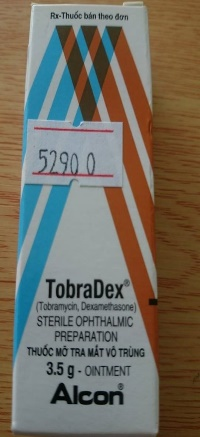 Rx-Thuốc bán theo đơn
52900
TobraDex®
(Tobramycin, Dexamethasone)
STERILE OPHTHALMIC
PREPARATION
THUỐC MỠ TRA MẮT VÔ TRÙNG
3.5 g - OINTMENT
Alcon®